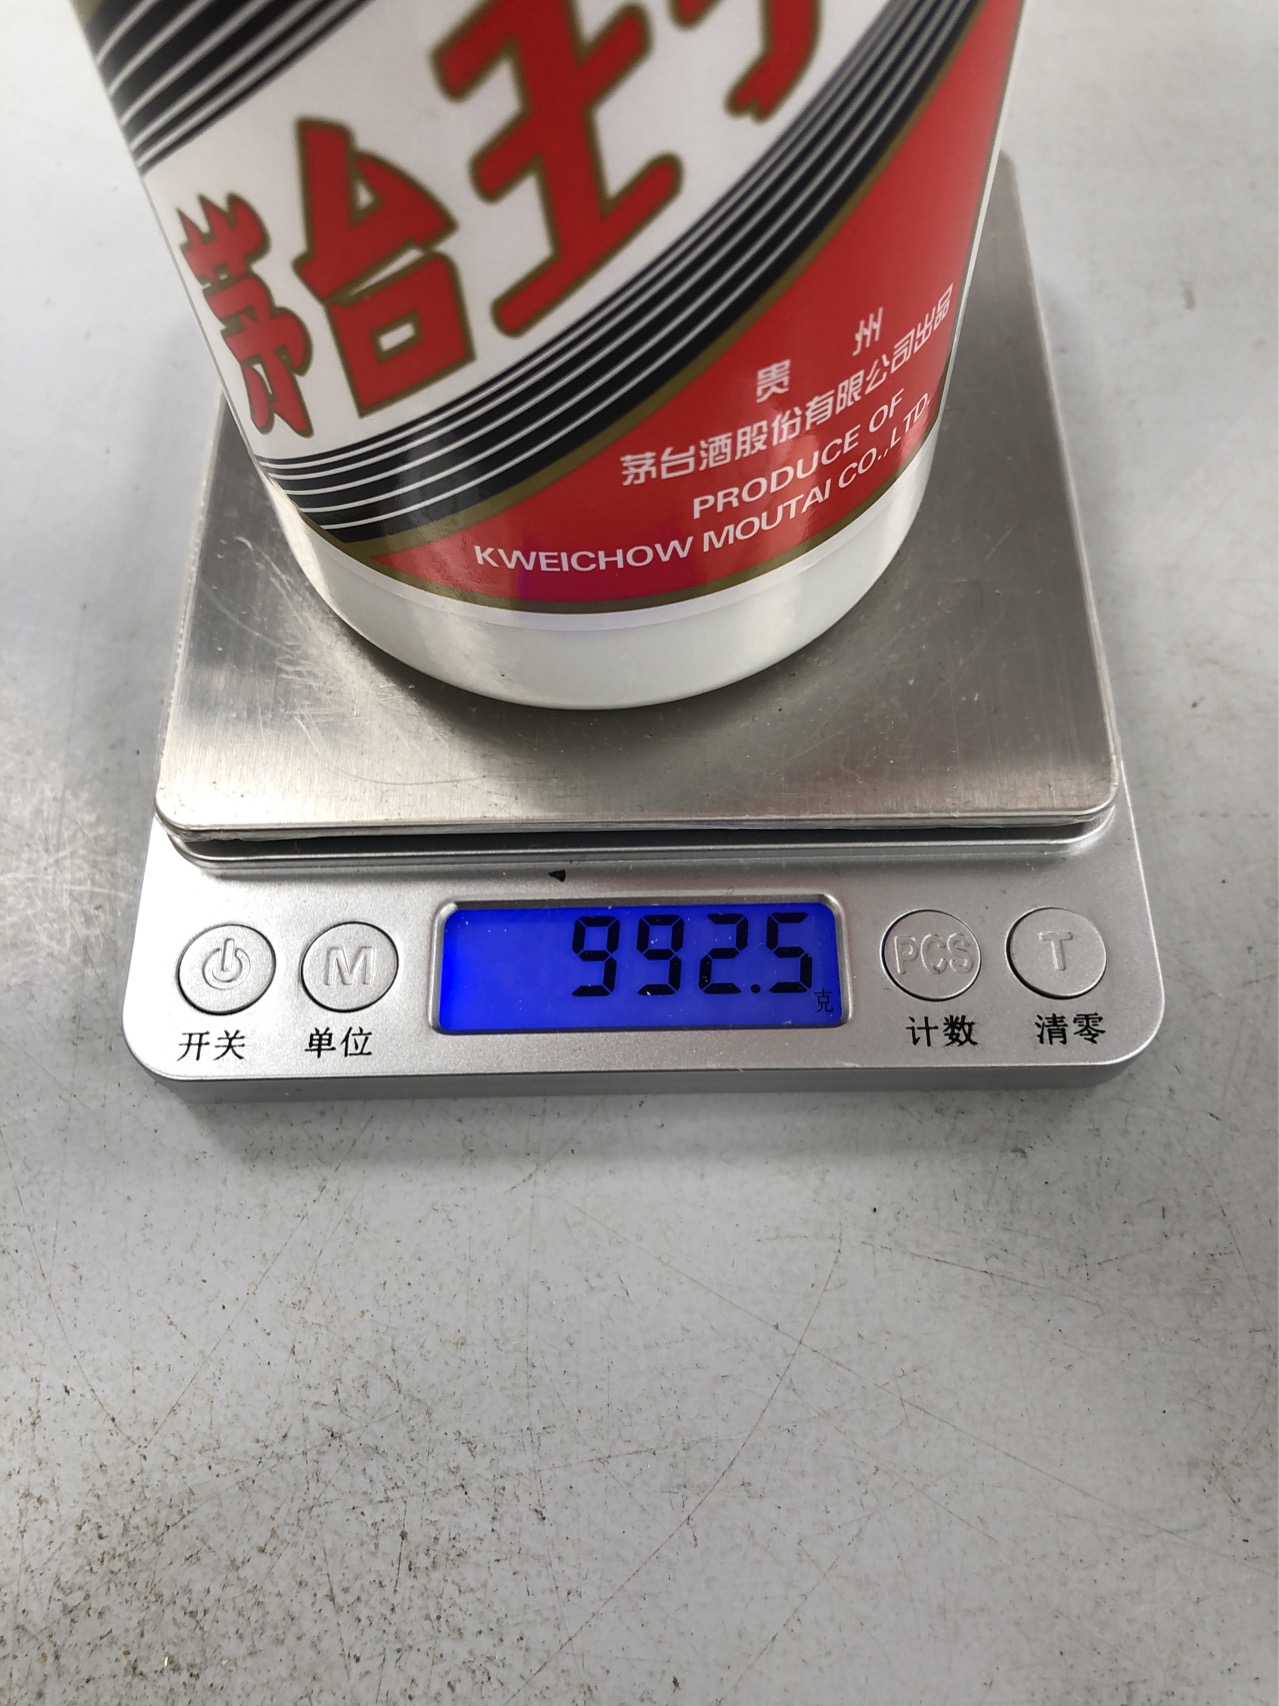 茅台王子
贵州
茅台酒股份有限公司出品
PRODUCE OF
KWEICHOW MOUTAI CO.,LTD.
992.5
克
M
PCS
T
开关
单位
计数
清零